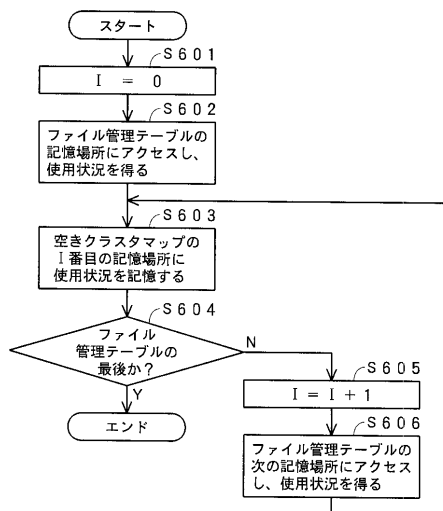 スタート
S601
I = 0
S602
ファイル管理テーブルの
記憶場所にアクセスし、
使用状況を得る
S603
空きクラスタマップの
I番目の記憶場所に
使用状況を記憶する
S604
ファイル
管理テーブルの
最後か?
N
Y
エンド
S605
I = I + 1
S606
ファイル管理テーブルの
次の記憶場所にアクセス
し、使用状況を得る